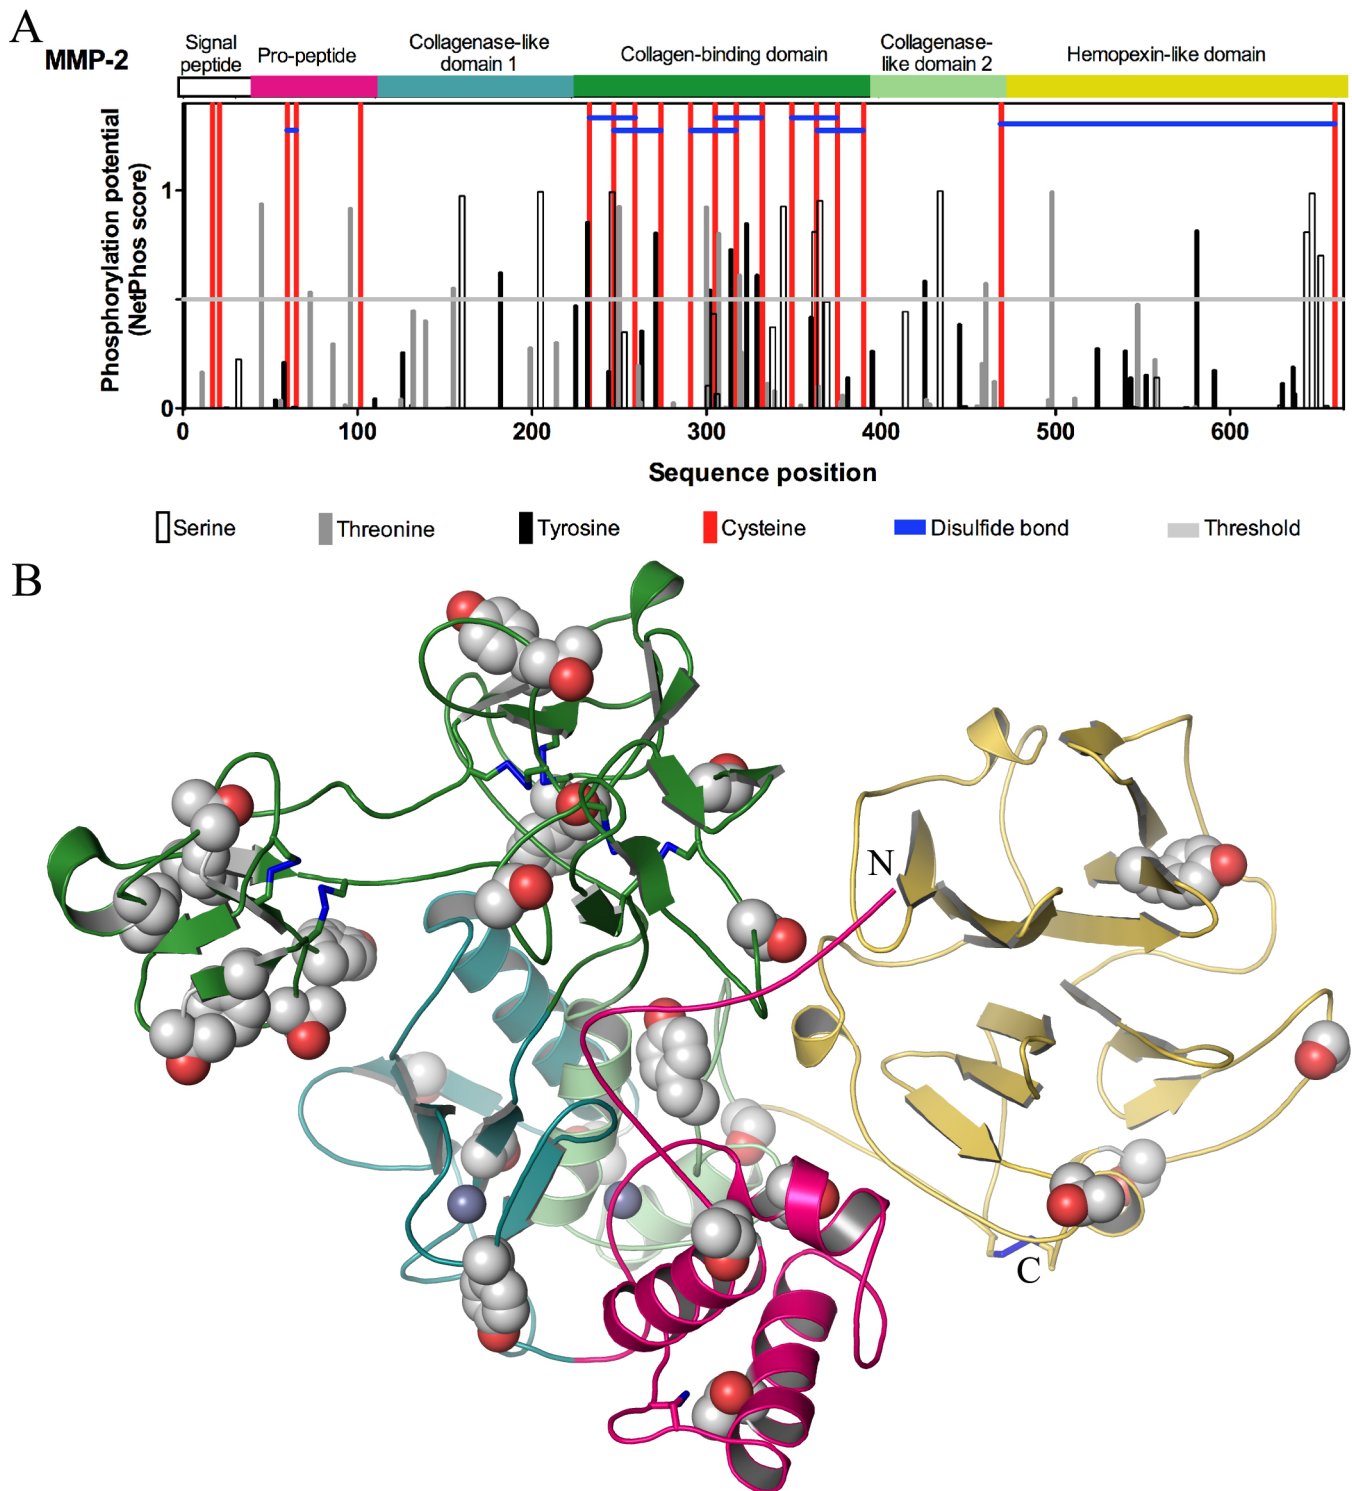 A
MMP-2
Signal
peptide
Pro-peptide
Collagenase-like
domain 1
Collagen-binding domain
Collagenase-
like domain 2
Hemopexin-like domain
Phosphorylation potential
(NetPhos score)
1
0
0 100 200 300 400 500 600
Sequence position
Serine Threonine Tyrosine Cysteine Disulfide bond Threshold
B
N
C